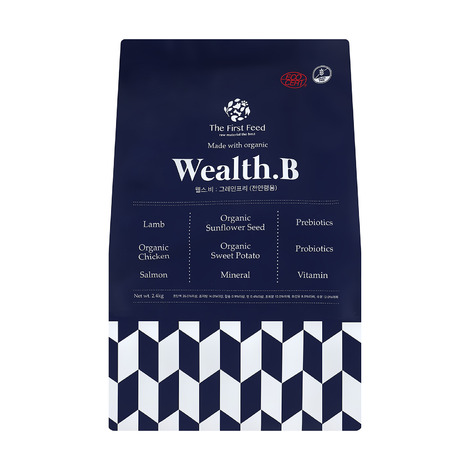 ECO
CERT
The First Feed
raw material the best
Made with organic
Wealth.B
웰스.비 : 그레인프리 (전연령용)
Lamb
Organic
Sunflower Seed
Prebiotics
Organic
Chicken
Organic
Sweet Potato
Probiotics
Salmon
Mineral
Vitamin
Net wt. 2.4kg